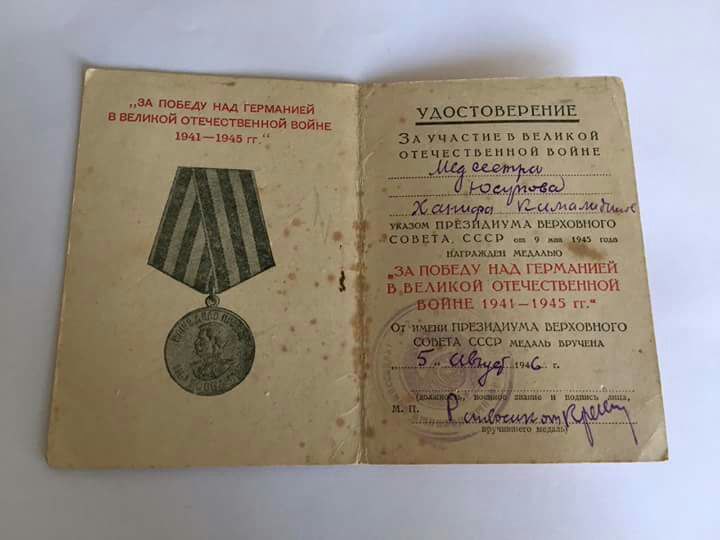 „ЗА ПОБЕДУ НАД ГЕРМАНИЕЙ
В ВЕЛИКОЙ ОТЕЧЕСТВЕННОЙ ВОЙНЕ
1941—1945 гг.“
УДОСТОВЕРЕНИЕ
ЗА УЧАСТИЕ В ВЕЛИКОЙ
ОТЕЧЕСТВЕННОЙ ВОЙНЕ
Мед сестра
Юсупова
Ханифа
УКАЗОМ ПРЕЗИДИУМА ВЕРХОВНОГО
СОВЕТА СССР от 9 мая 1945 года
НАГРАЖДЕН МЕДАЛЬЮ
„ЗА ПОБЕДУ НАД ГЕРМАНИЕЙ
В ВЕЛИКОЙ ОТЕЧЕСТВЕННОЙ
ВОЙНЕ 1941—1945 гг.“
От ИМЕНИ ПРЕЗИДИУМА ВЕРХОВНОГО
СОВЕТА СССР МЕДАЛЬ ВРУЧЕНА
5 Август 1946 г.
(должность, военное звание и подпись лица,
М. П.
вручившего медаль)